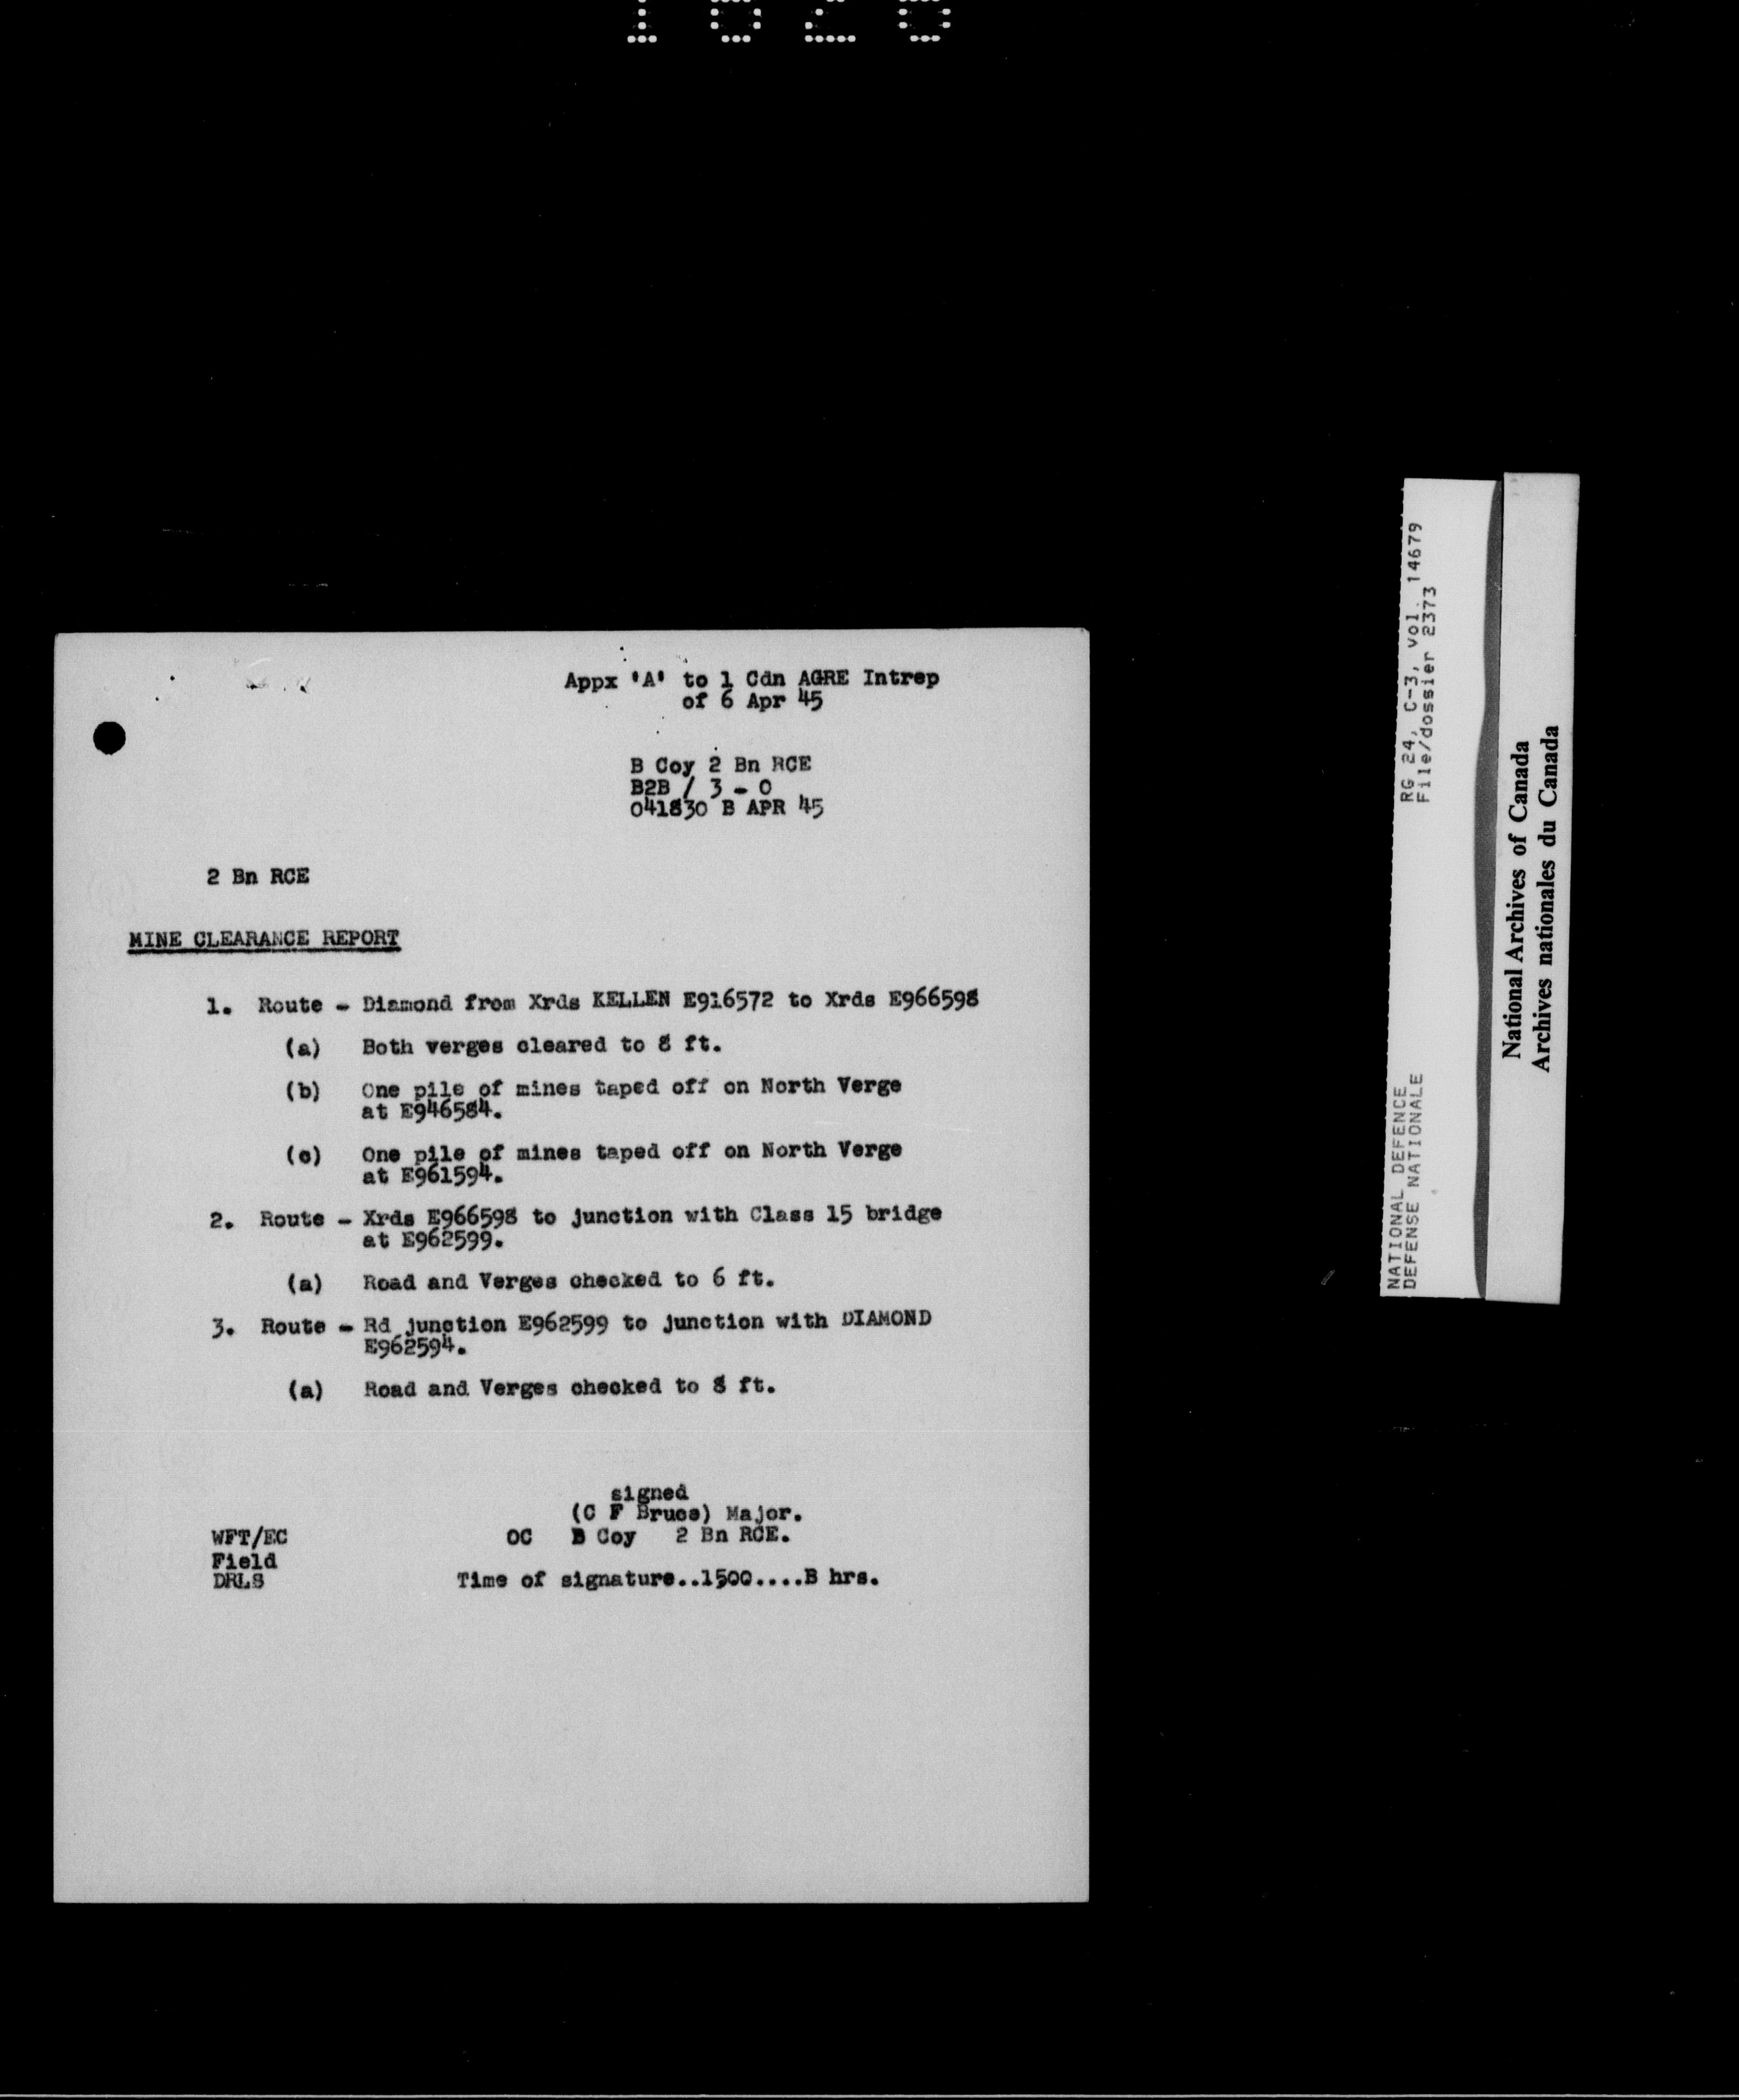 Appx 'A' to 1 Cdn AGRE Intrep
of 6 Apr 45
B Coy 2 Bn RCE
B2B / 3 - 0
041830 B APR 45
2 Bn RCE
MINE CLEARANCE REPORT
1. Route - Diamond from Xrds KELLEN E916572 to Xrds E966598
(a) Both verges cleared to 8 ft.
(b) One pile of mines taped off on North Verge
at E946584.
(c) One pile of mines taped off on North Verge
at E961594.
2. Route - Xrds E966598 to junction with Class 15 bridge
at E962599.
(a) Road and Verges checked to 6 ft.
3. Route - Rd junction E962599 to junction with DIAMOND
E962594.
(a) Road and Verges checked to 8 ft.
signed
(C F Bruce) Major.
WFT/EC OC B Coy 2 Bn RCE.
Field
DRLS Time of signature..1500....B hrs.
NATIONAL DEFENCE RG 24, C-3, vol. 14679
DEFENSE NATIONALE File/dossier 2373
National Archives of Canada
Archives nationales du Canada